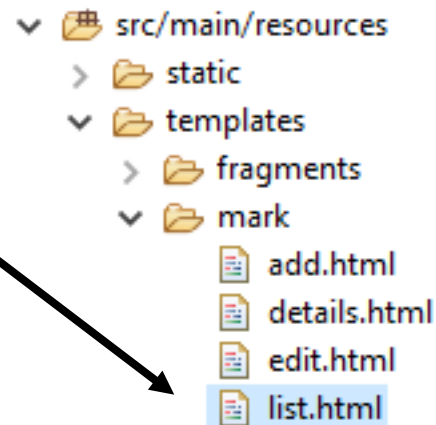 src/main/resources
static
templates
fragments
mark
add.html
details.html
edit.html
list.html